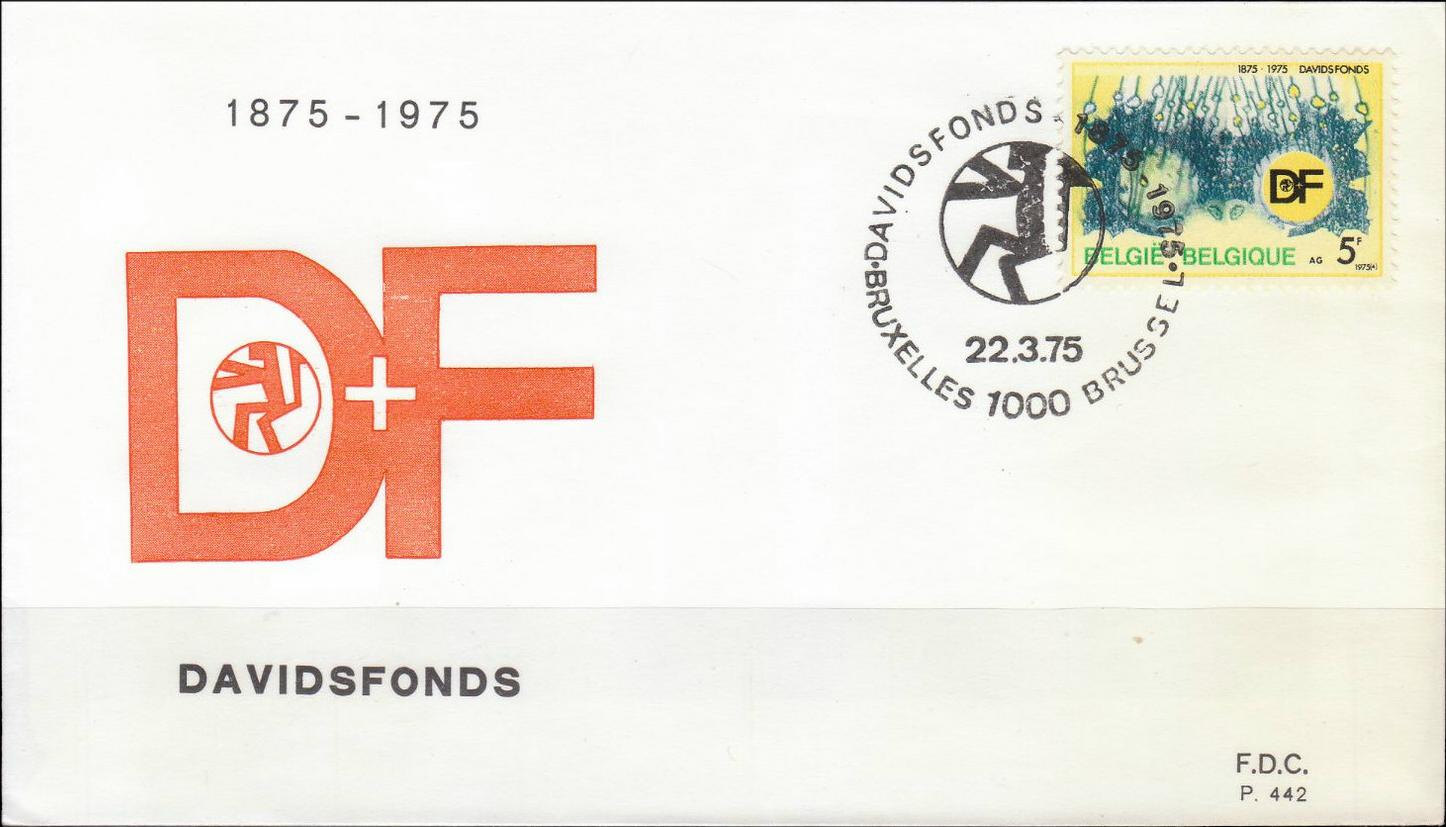 1875 - 1975
1875 - 1975 DAVIDSFONDS
DF
BELGIË BELGIQUE
AG
5F
1975(4)
DAVIDSFONDS · 1875 · 1975 ·
22.3.75
BRUXELLES 1000 BRUSSEL
D+F
DAVIDSFONDS
F.D.C.
P. 442